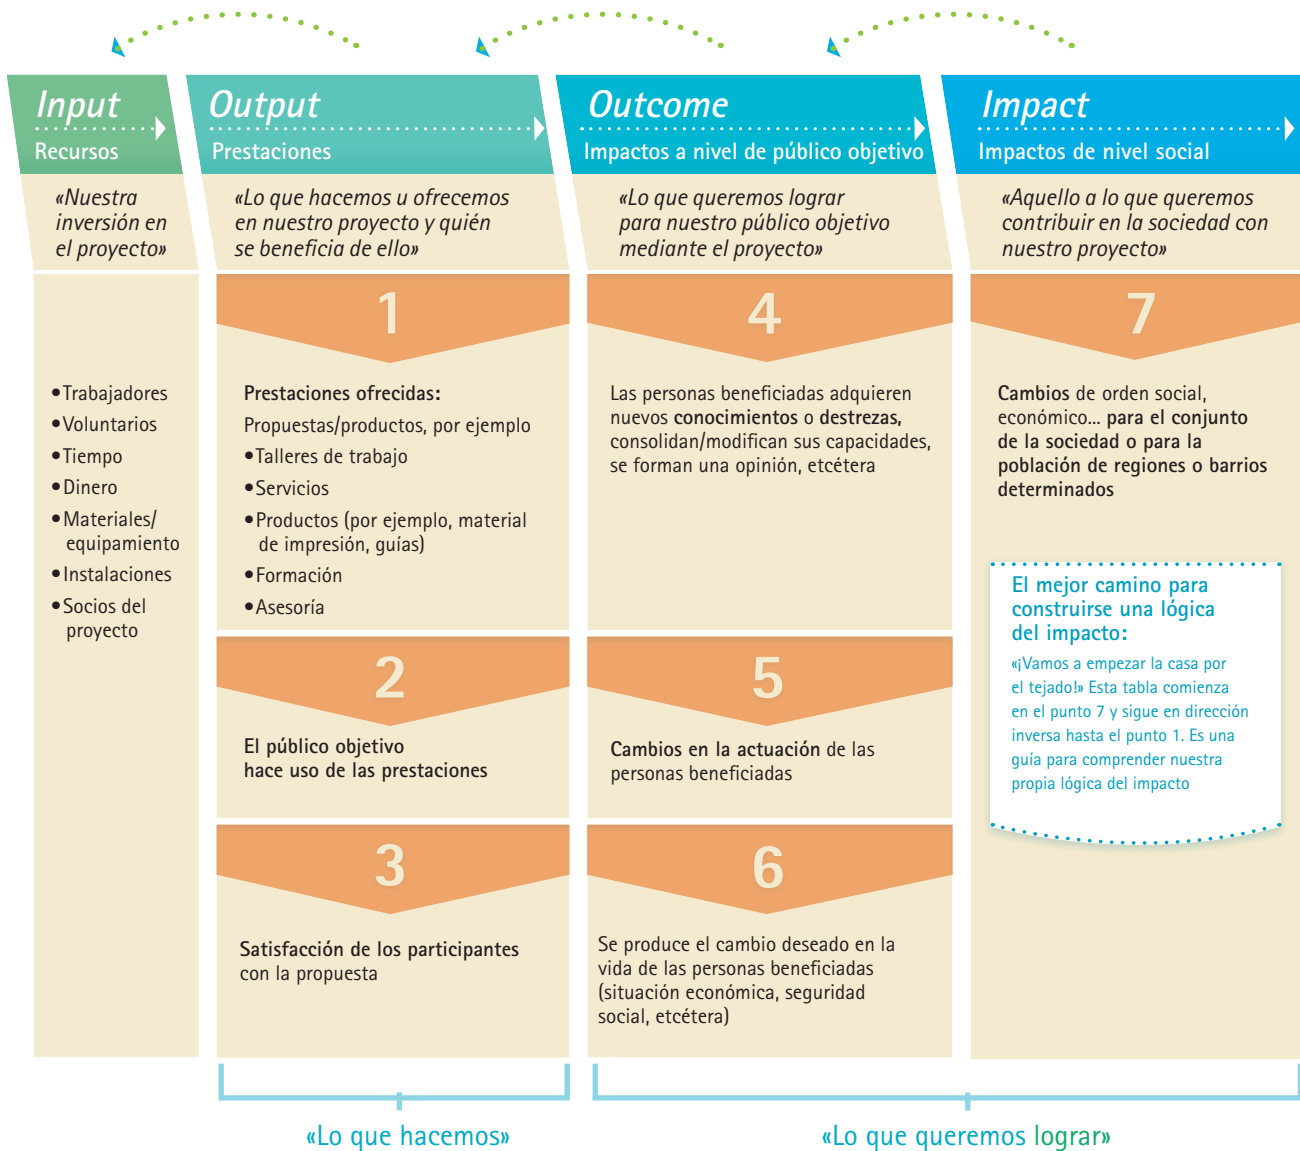 Input
Recursos
«Nuestra
inversión en
el proyecto»
•Trabajadores
•Voluntarios
•Tiempo
•Dinero
•Materiales/
equipamiento
•Instalaciones
•Socios del
proyecto
Output
Prestaciones
«Lo que hacemos u ofrecemos
en nuestro proyecto y quién
se beneficia de ello»
1
Prestaciones ofrecidas:
Propuestas/productos, por ejemplo
•Talleres de trabajo
•Servicios
•Productos (por ejemplo, material
de impresión, guías)
•Formación
•Asesoría
2
El público objetivo
hace uso de las prestaciones
3
Satisfacción de los participantes
con la propuesta
Outcome
Impactos a nivel de público objetivo
«Lo que queremos lograr
para nuestro público objetivo
mediante el proyecto»
4
Las personas beneficiadas adquieren
nuevos conocimientos o destrezas,
consolidan/modifican sus capacidades,
se forman una opinión, etcétera
5
Cambios en la actuación de las
personas beneficiadas
6
Se produce el cambio deseado en la
vida de las personas beneficiadas
(situación económica, seguridad
social, etcétera)
Impact
Impactos de nivel social
«Aquello a lo que queremos
contribuir en la sociedad con
nuestro proyecto»
7
Cambios de orden social,
económico... para el conjunto
de la sociedad o para la
población de regiones o barrios
determinados
El mejor camino para
construirse una lógica
del impacto:
«¡Vamos a empezar la casa por
el tejado!» Esta tabla comienza
en el punto 7 y sigue en dirección
inversa hasta el punto 1. Es una
guía para comprender nuestra
propia lógica del impacto
«Lo que hacemos»
«Lo que queremos lograr»